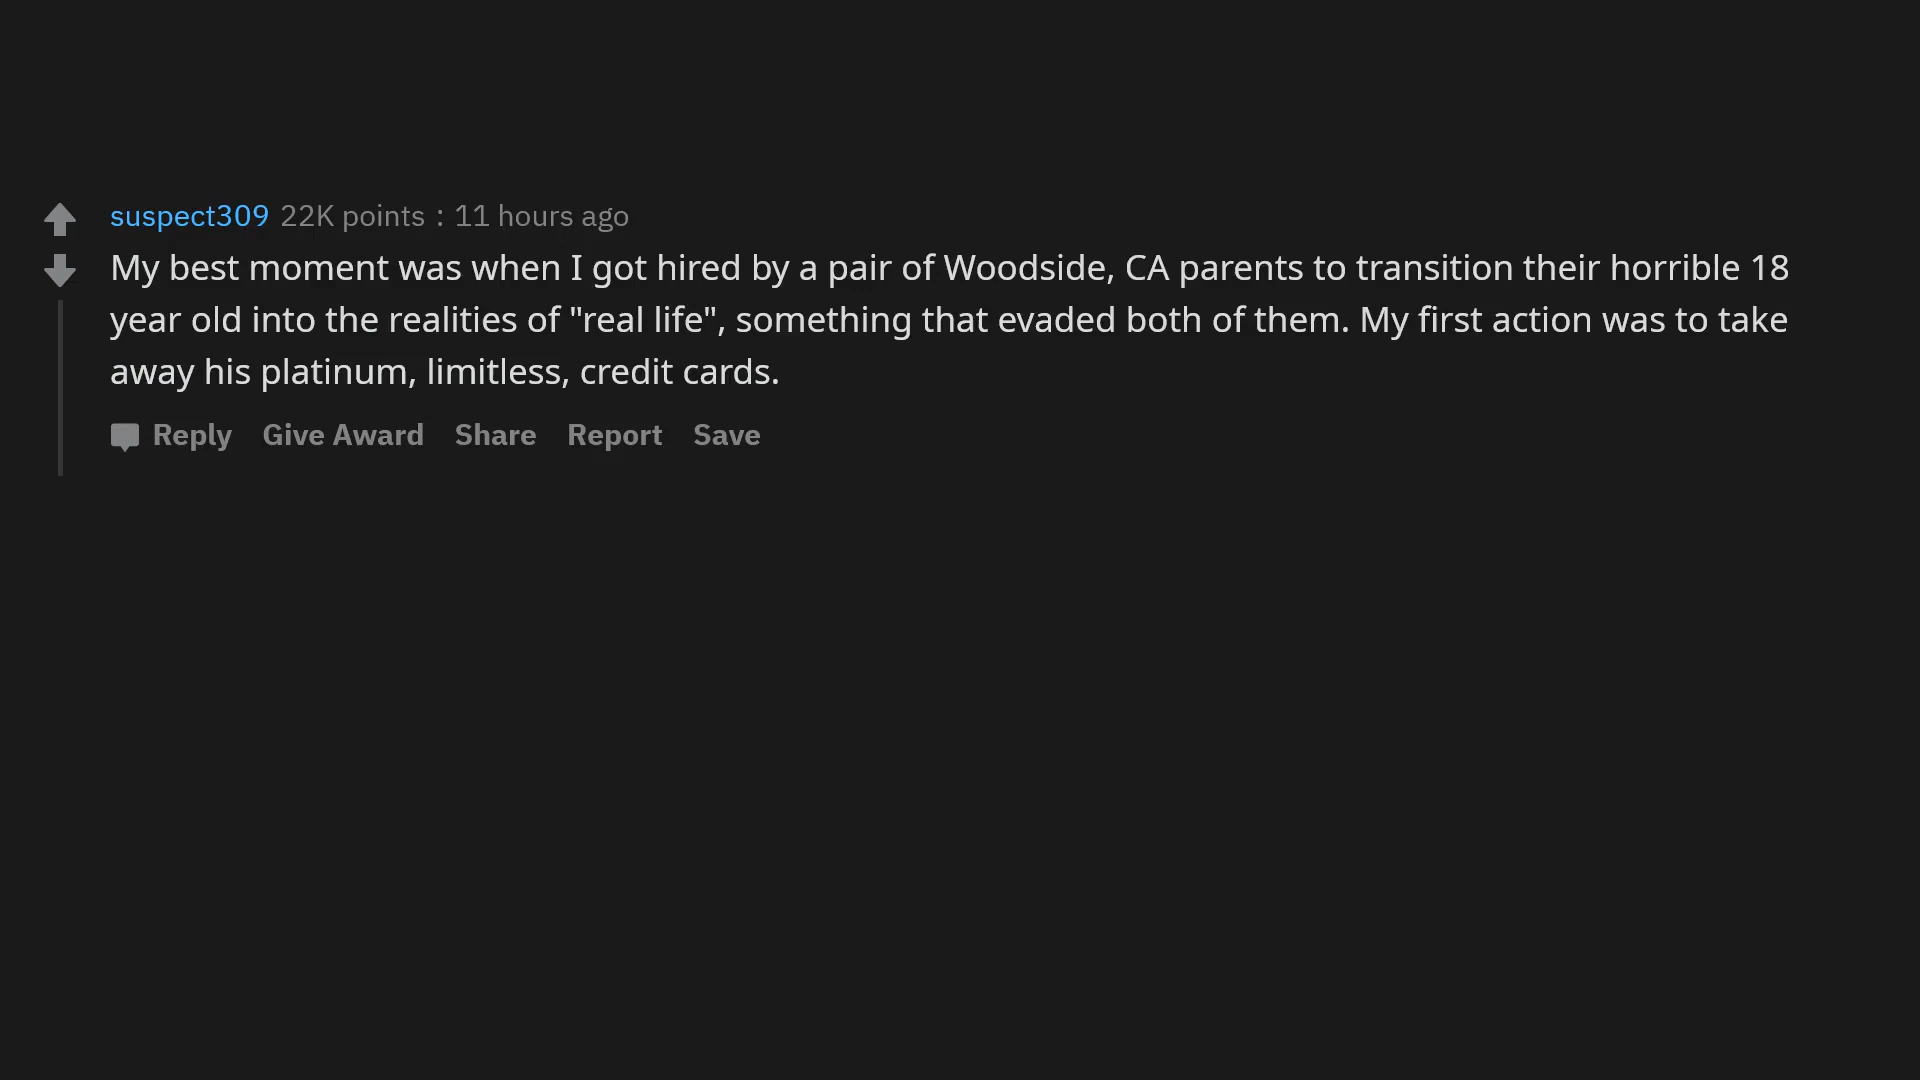 suspect309 22K points : 11 hours ago
My best moment was when I got hired by a pair of Woodside, CA parents to transition their horrible 18
year old into the realities of "real life", something that evaded both of them. My first action was to take
away his platinum, limitless, credit cards.
Reply Give Award Share Report Save